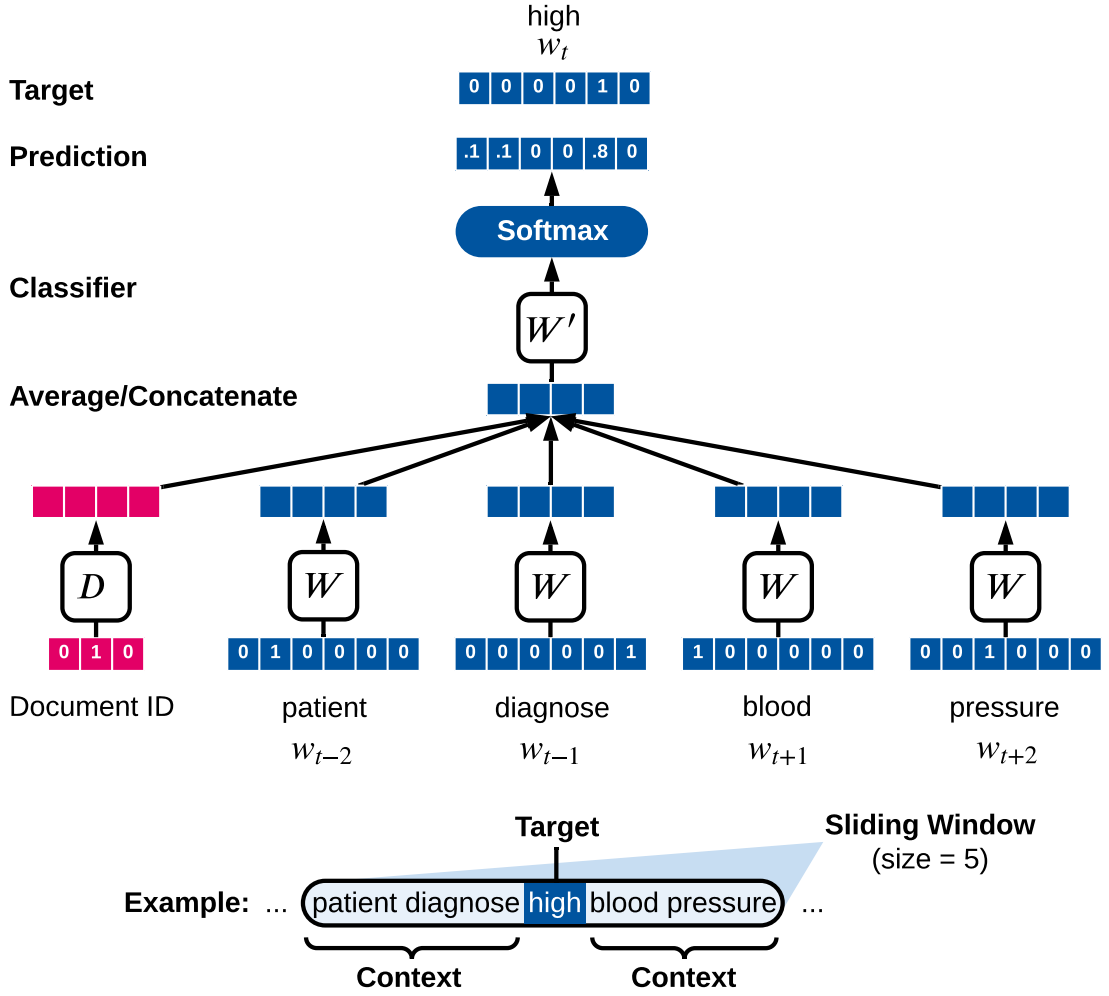 high
w_t
Target
0 0 0 0 1 0
Prediction
.1 .1 0 0 .8 0
Softmax
Classifier
W′
Average/Concatenate
D W W W W
0 1 0 0 1 0 0 0 0 0 0 0 0 0 1 1 0 0 0 0 0 0 0 1 0 0 0
Document ID patient diagnose blood pressure
w_{t−2} w_{t−1} w_{t+1} w_{t+2}
Target
Sliding Window
(size = 5)
Example: ... patient diagnose high blood pressure ...
Context Context